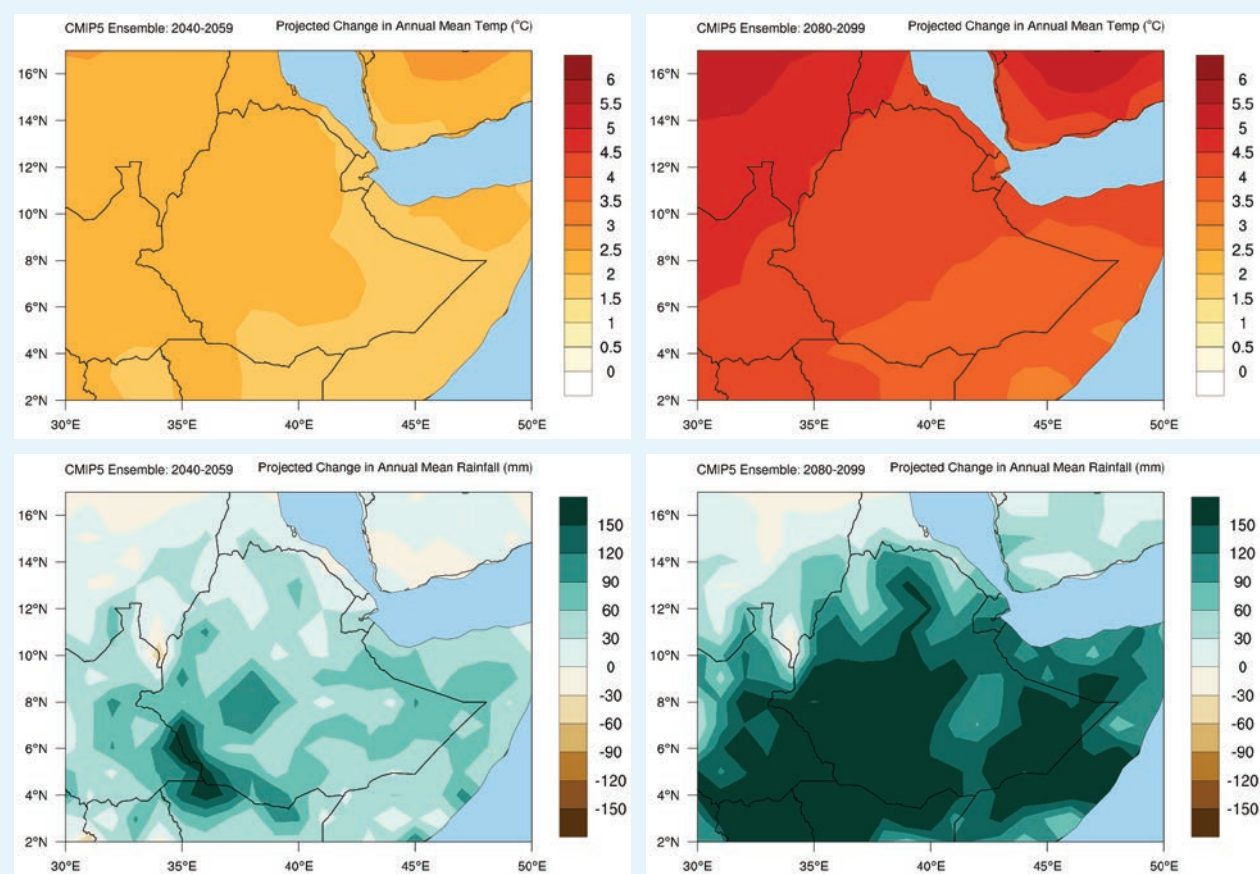 CMIP5 Ensemble: 2040-2059 Projected Change in Annual Mean Temp (°C)
16°N
14°N
12°N
10°N
8°N
6°N
4°N
2°N
30°E 35°E 40°E 45°E 50°E
6
5.5
5
4.5
4
3.5
3
2.5
2
1.5
1
0.5
0
CMIP5 Ensemble: 2080-2099 Projected Change in Annual Mean Temp (°C)
16°N
14°N
12°N
10°N
8°N
6°N
4°N
2°N
30°E 35°E 40°E 45°E 50°E
6
5.5
5
4.5
4
3.5
3
2.5
2
1.5
1
0.5
0
CMIP5 Ensemble: 2040-2059 Projected Change in Annual Mean Rainfall (mm)
16°N
14°N
12°N
10°N
8°N
6°N
4°N
2°N
30°E 35°E 40°E 45°E 50°E
150
120
90
60
30
0
-30
-60
-90
-120
-150
CMIP5 Ensemble: 2080-2099 Projected Change in Annual Mean Rainfall (mm)
16°N
14°N
12°N
10°N
8°N
6°N
4°N
2°N
30°E 35°E 40°E 45°E 50°E
150
120
90
60
30
0
-30
-60
-90
-120
-150